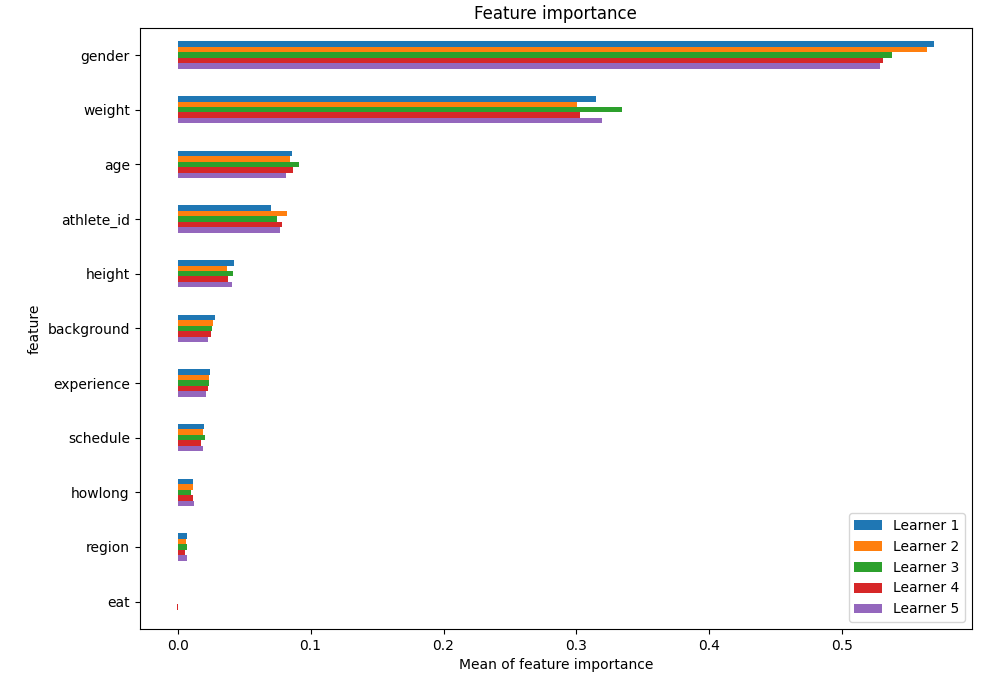 Feature importance
gender
weight
age
athlete_id
height
background
experience
schedule
howlong
region
eat
feature
0.0 0.1 0.2 0.3 0.4 0.5
Mean of feature importance
Learner 1
Learner 2
Learner 3
Learner 4
Learner 5